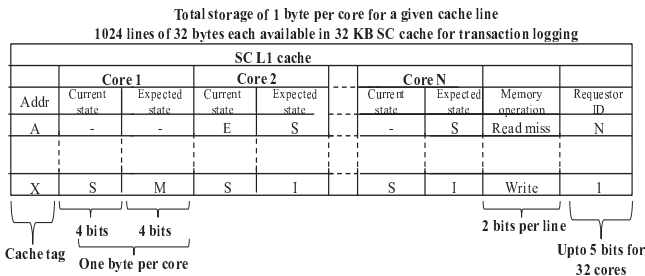 Total storage of 1 byte per core for a given cache line
1024 lines of 32 bytes each available in 32 KB SC cache for transaction logging
SC L1 cache
Core 1 Core 2 Core N
Addr Current state Expected state Current state Expected state Current state Expected state Memory operation Requestor ID
A - - E S - S Read miss N
X S M S I S I Write 1
4 bits 4 bits 2 bits per line
Cache tag One byte per core Upto 5 bits for
32 cores